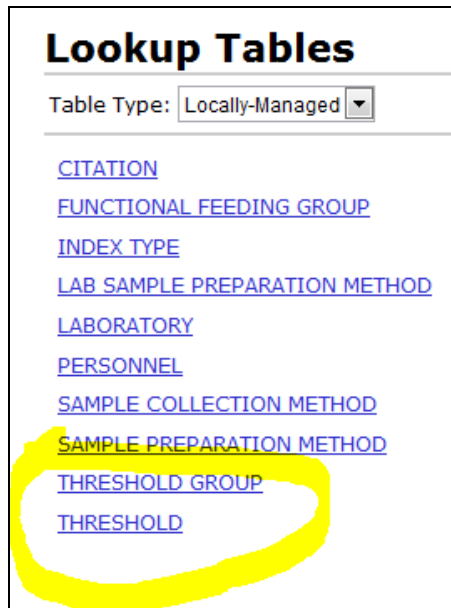 Lookup Tables
Table Type: Locally-Managed
CITATION
FUNCTIONAL FEEDING GROUP
INDEX TYPE
LAB SAMPLE PREPARATION METHOD
LABORATORY
PERSONNEL
SAMPLE COLLECTION METHOD
SAMPLE PREPARATION METHOD
THRESHOLD GROUP
THRESHOLD